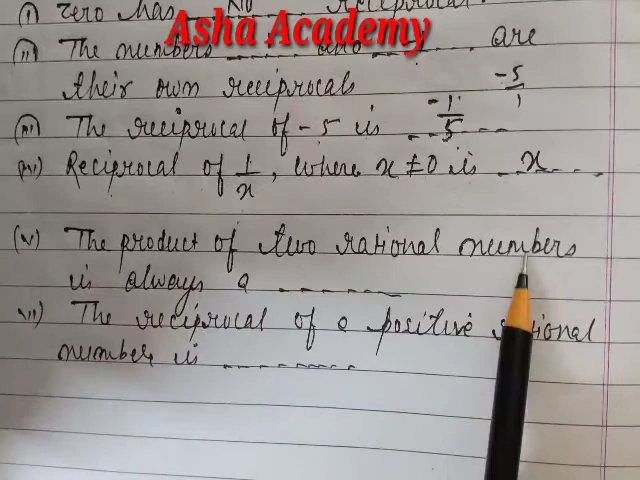 (i) Zero has No reciprocal.
Asha Academy
(ii) The numbers ---- and ---- are
their own reciprocals
-5/1
(iii) The reciprocal of -5 is -1/5
(iv) Reciprocal of 1/x, where x ≠ 0 is x
(v) The product of two rational numbers
is always a -------
The reciprocal of a positive rational
number is ---------